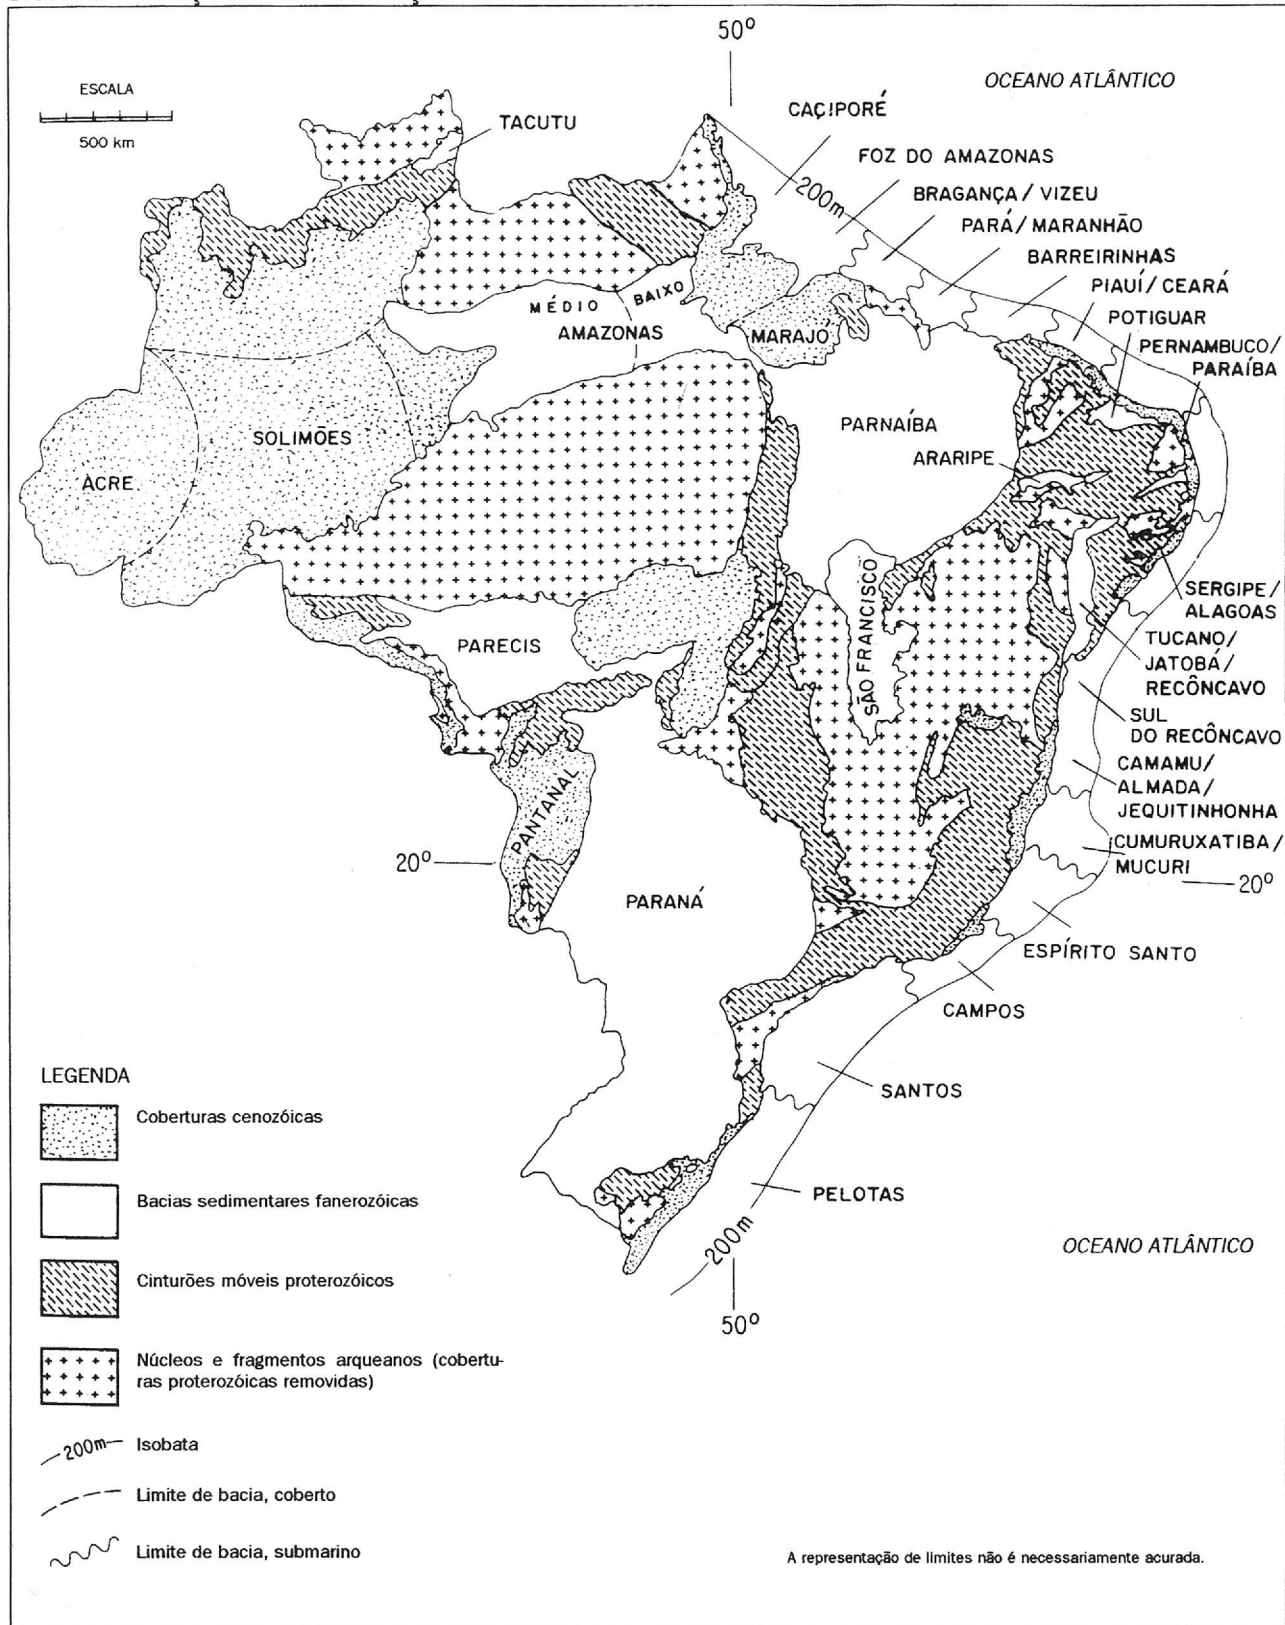 50º
OCEANO ATLÂNTICO
ESCALA
500 km
TACUTU
CAÇIPORÉ
FOZ DO AMAZONAS
200m
BRAGANÇA / VIZEU
PARÁ / MARANHÃO
BARREIRINHAS
PIAUÍ / CEARÁ
POTIGUAR
PERNAMBUCO /
PARAÍBA
MÉDIO
BAIXO
AMAZONAS
MARAJÓ
PARNAÍBA
ARARIPE
SOLIMÕES
ACRE
SERGIPE /
ALAGOAS
TUCANO /
JATOBÁ /
RECÔNCAVO
PARECIS
SÃO FRANCISCO
SUL
DO RECÔNCAVO
CAMAMU /
ALMADA /
JEQUITINHONHA
PANTANAL
CUMURUXATIBA /
MUCURI
20º
20º
PARANÁ
ESPÍRITO SANTO
CAMPOS
SANTOS
PELOTAS
200m
OCEANO ATLÂNTICO
50º
LEGENDA
Coberturas cenozóicas
Bacias sedimentares fanerozóicas
Cinturões móveis proterozóicos
Núcleos e fragmentos arqueanos (cobertu-
ras proterozóicas removidas)
200m Isobata
Limite de bacia, coberto
Limite de bacia, submarino
A representação de limites não é necessariamente acurada.